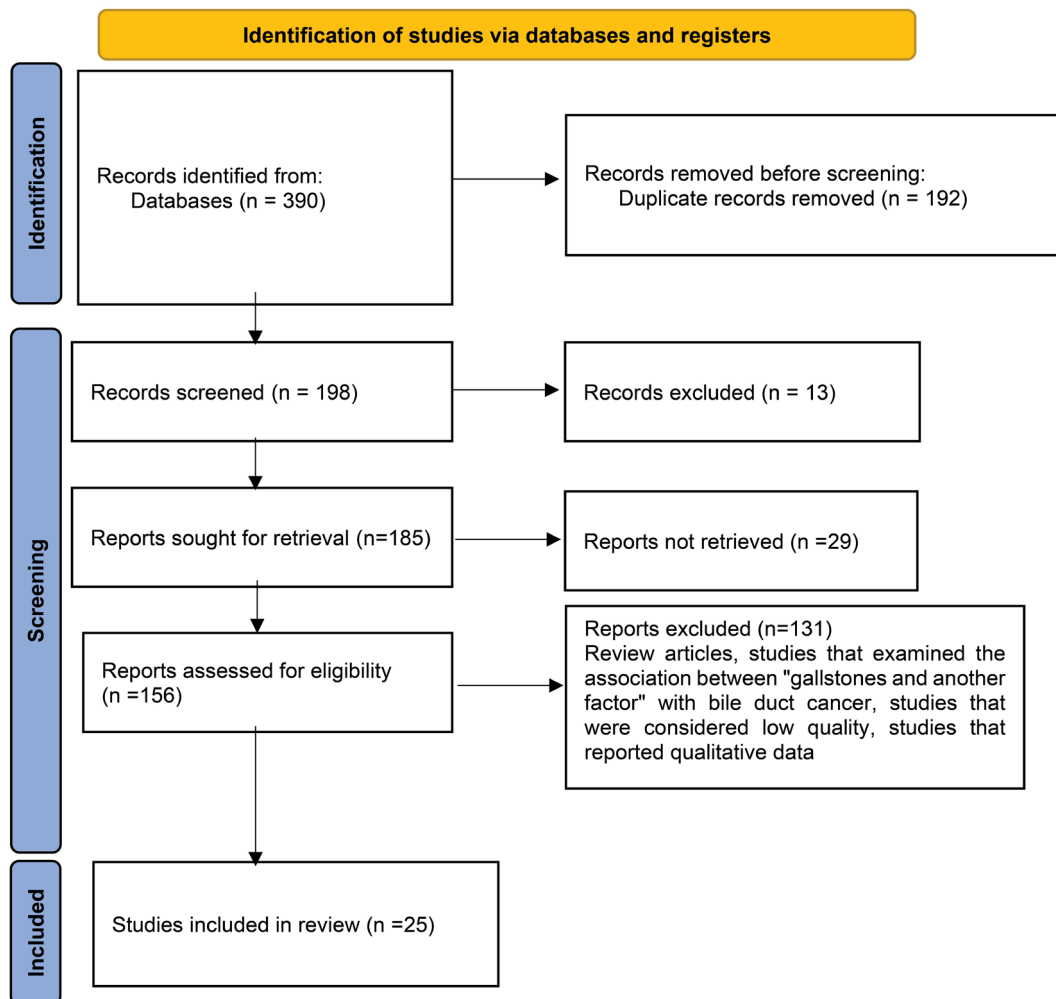 Identification of studies via databases and registers
Identification
Records identified from:
Databases (n = 390)
Records removed before screening:
Duplicate records removed (n = 192)
Screening
Records screened (n = 198)
Records excluded (n = 13)
Reports sought for retrieval (n=185)
Reports not retrieved (n =29)
Reports assessed for eligibility
(n =156)
Reports excluded (n=131)
Review articles, studies that examined the
association between "gallstones and another
factor" with bile duct cancer, studies that
were considered low quality, studies that
reported qualitative data
Included
Studies included in review (n =25)